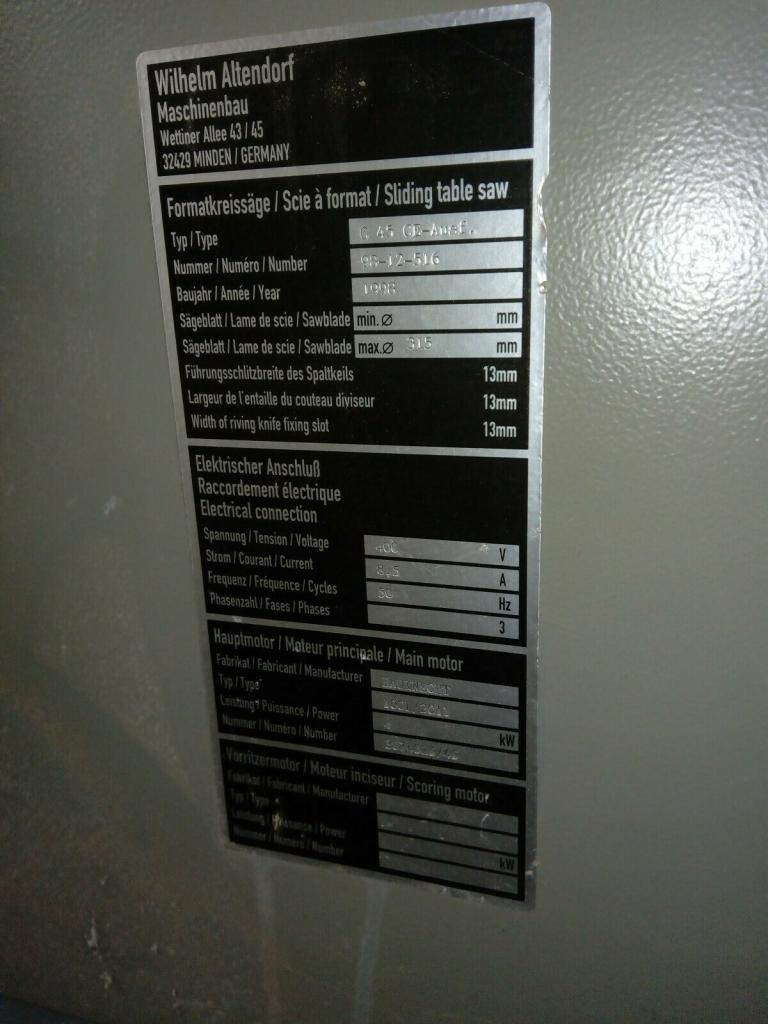 Wilhelm Altendorf
Maschinenbau
Wettiner Allee 43 / 45
32429 MINDEN / GERMANY
Formatkreissäge / Scie à format / Sliding table saw
Typ / Type C 45 CE-Ausf.
Nummer / Numéro / Number 98-12-516
Baujahr / Année / Year 1998
Sägeblatt / Lame de scie / Sawblade min. ∅ mm
Sägeblatt / Lame de scie / Sawblade max. ∅ 315 mm
Führungsschlitzbreite des Spaltkeils 13mm
Largeur de l'entaille du couteau diviseur 13mm
Width of riving knife fixing slot 13mm
Elektrischer Anschluß
Raccordement électrique
Electrical connection
Spannung / Tension / Voltage 400 V
Strom / Courant / Current 8,5 A
Frequenz / Fréquence / Cycles 50 Hz
Phasenzahl / Fases / Phases 3
Hauptmotor / Moteur principale / Main motor
Fabrikat / Fabricant / Manufacturer
Typ / Type
Leistung / Puissance / Power 4 kW
Nummer / Numéro / Number
Vorritzermotor / Moteur inciseur / Scoring motor
Fabrikat / Fabricant / Manufacturer
Typ / Type
Leistung / Puissance / Power kW
Nummer / Numéro / Number